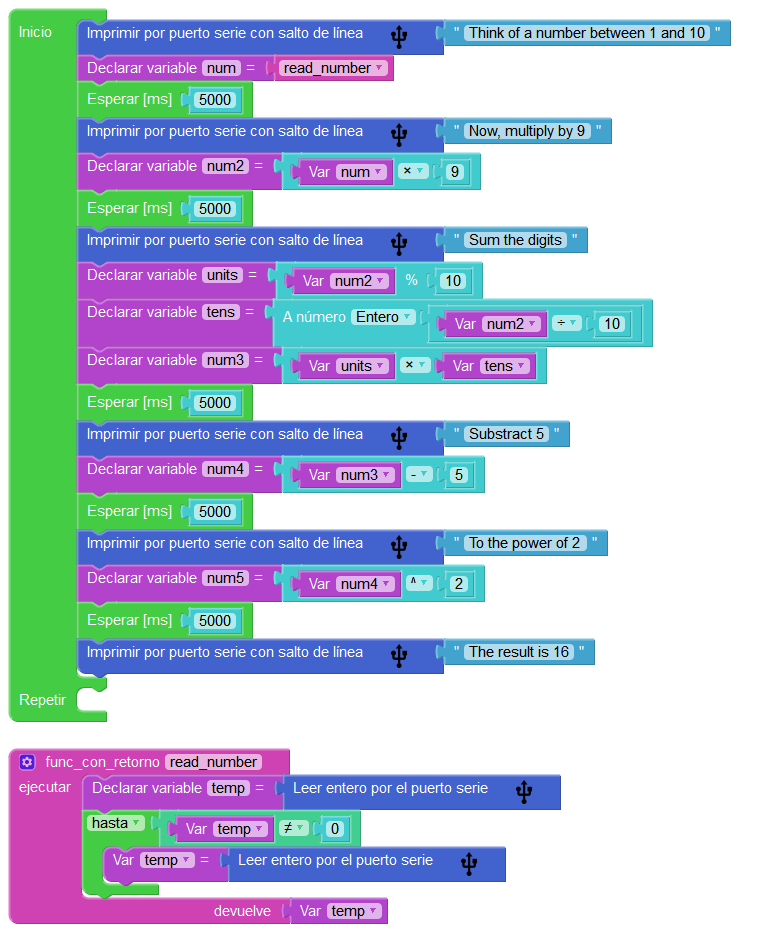 Inicio
Imprimir por puerto serie con salto de línea " Think of a number between 1 and 10 "
Declarar variable num = read_number
Esperar [ms] 5000
Imprimir por puerto serie con salto de línea " Now, multiply by 9 "
Declarar variable num2 = Var num × 9
Esperar [ms] 5000
Imprimir por puerto serie con salto de línea " Sum the digits "
Declarar variable units = Var num2 % 10
Declarar variable tens = A número Entero Var num2 ÷ 10
Declarar variable num3 = Var units × Var tens
Esperar [ms] 5000
Imprimir por puerto serie con salto de línea " Substract 5 "
Declarar variable num4 = Var num3 - 5
Esperar [ms] 5000
Imprimir por puerto serie con salto de línea " To the power of 2 "
Declarar variable num5 = Var num4 ^ 2
Esperar [ms] 5000
Imprimir por puerto serie con salto de línea " The result is 16 "
Repetir
func_con_retorno read_number
ejecutar Declarar variable temp = Leer entero por el puerto serie
hasta Var temp ≠ 0
Var temp = Leer entero por el puerto serie
devuelve Var temp